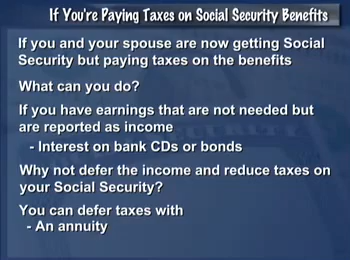 If You're Paying Taxes on Social Security Benefits
If you and your spouse are now getting Social
Security but paying taxes on the benefits
What can you do?
If you have earnings that are not needed but
are reported as income
- Interest on bank CDs or bonds
Why not defer the income and reduce taxes on
your Social Security?
You can defer taxes with
- An annuity